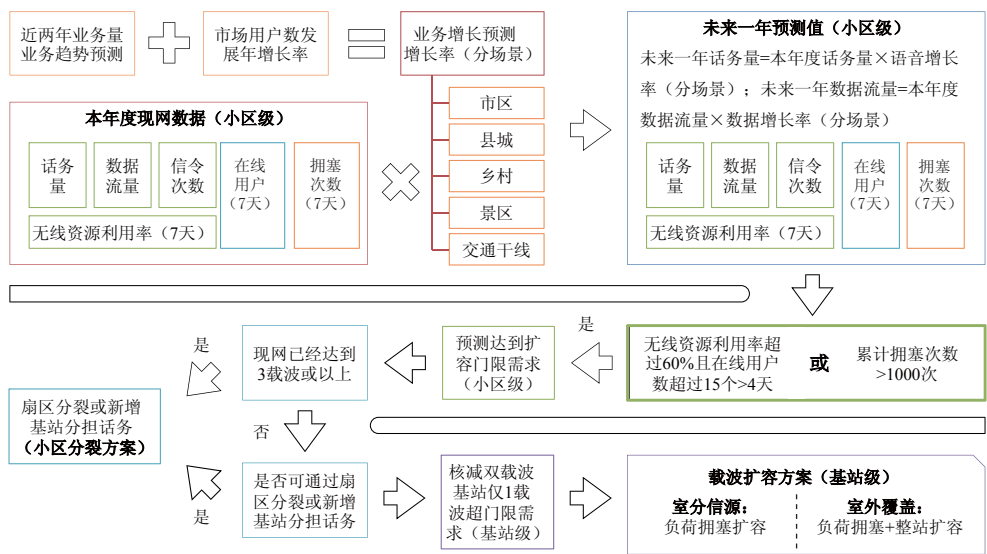 近两年业务量
业务趋势预测
市场用户数发
展年增长率
业务增长预测
增长率（分场景）
市区
县城
乡村
景区
交通干线
本年度现网数据（小区级）
话务
量
数据
流量
信令
次数
在线
用户
（7天）
拥塞
次数
（7天）
无线资源利用率（7天）
未来一年预测值（小区级）
未来一年话务量=本年度话务量×语音增长
率（分场景）；未来一年数据流量=本年度
数据流量×数据增长率（分场景）
话务
量
数据
流量
信令
次数
在线
用户
（7天）
拥塞
次数
（7天）
无线资源利用率（7天）
无线资源利用率超
过60%且在线用户
数超过15个>4天
或
累计拥塞次数
>1000次
是
预测达到扩
容门限需求
（小区级）
现网已经达到
3载波或以上
是
扇区分裂或新增
基站分担话务
（小区分裂方案）
否
是否可通过扇
区分裂或新增
基站分担话务
是
核减双载波
基站仅1载
波超门限需
求（基站级）
载波扩容方案（基站级）
室分信源：
负荷拥塞扩容
室外覆盖：
负荷拥塞+整站扩容